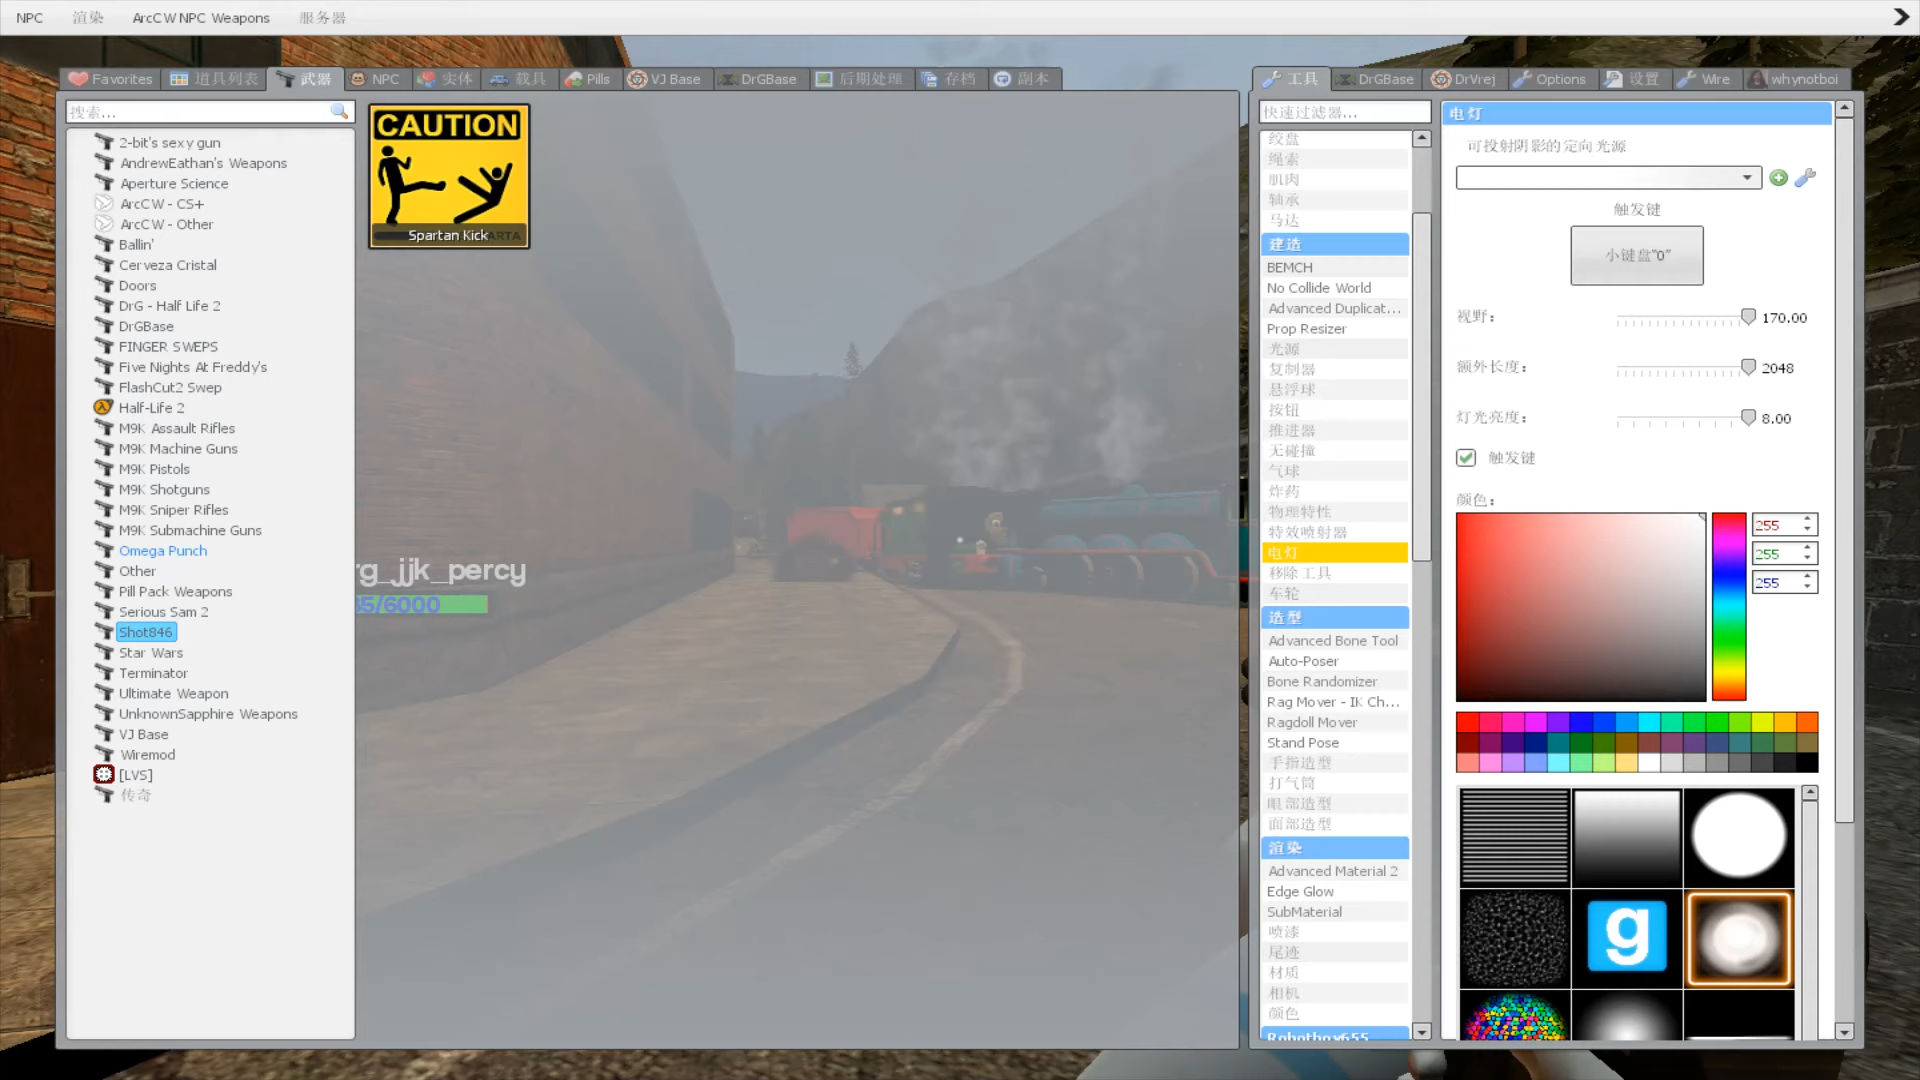 NPC 渲染 ArcCW NPC Weapons 服务器
Favorites 道具列表 武器 NPC 实体 载具 Pills VJ Base DrGBase 后期处理 存档 副本
搜索...
2-bit's sexy gun
AndrewEathan's Weapons
Aperture Science
ArcCW - CS+
ArcCW - Other
Ballin'
Cerveza Cristal
Doors
DrG - Half Life 2
DrGBase
FINGER SWEPS
Five Nights At Freddy's
FlashCut2 Swep
Half-Life 2
M9K Assault Rifles
M9K Machine Guns
M9K Pistols
M9K Shotguns
M9K Sniper Rifles
M9K Submachine Guns
Omega Punch
Other
Pill Pack Weapons
Serious Sam 2
Shot846
Star Wars
Terminator
Ultimate Weapon
UnknownSapphire Weapons
VJ Base
Wiremod
[LVS]
传奇
CAUTION
Spartan Kick
rg_jjk_percy
35/6000
工具 DrGBase DrVrej Options 设置 Wire whynotboi
快速过滤器...
绞盘
绳索
肌肉
轴承
马达
建造
BEMCH
No Collide World
Advanced Duplicat...
Prop Resizer
光源
复制器
悬浮球
按钮
推进器
无碰撞
气球
炸药
物理特性
特效喷射器
电灯
移除 工具
车轮
造型
Advanced Bone Tool
Auto-Poser
Bone Randomizer
Rag Mover - IK Ch...
Ragdoll Mover
Stand Pose
手指造型
打气筒
眼部造型
面部造型
渲染
Advanced Material 2
Edge Glow
SubMaterial
喷漆
尾迹
材质
相机
颜色
Robotboy655
电灯
可投射阴影的定向光源
触发键
小键盘"0"
视野： 170.00
额外长度： 2048
灯光亮度： 8.00
触发键
颜色：
255
255
255
g